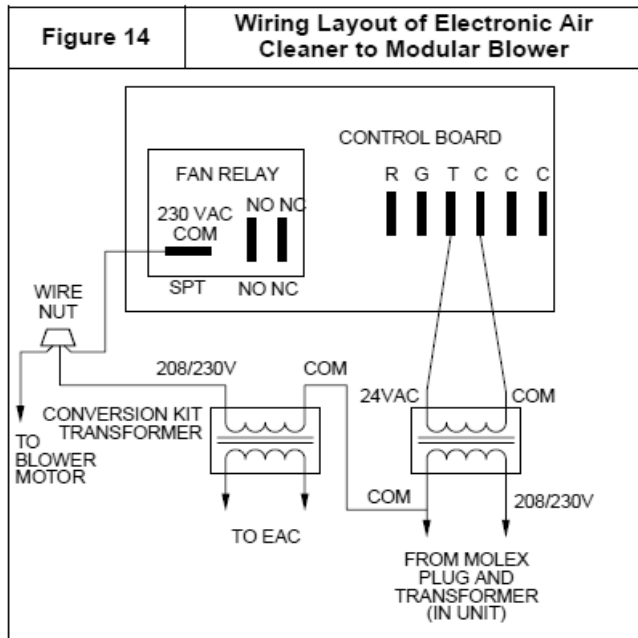 Figure 14
Wiring Layout of Electronic Air
Cleaner to Modular Blower
CONTROL BOARD
R G T C C C
FAN RELAY
NO NC
230 VAC
COM
SPT
NO NC
WIRE
NUT
208/230V
COM
24VAC
COM
CONVERSION KIT
TRANSFORMER
TO
BLOWER
MOTOR
COM
208/230V
TO EAC
FROM MOLEX
PLUG AND
TRANSFORMER
(IN UNIT)